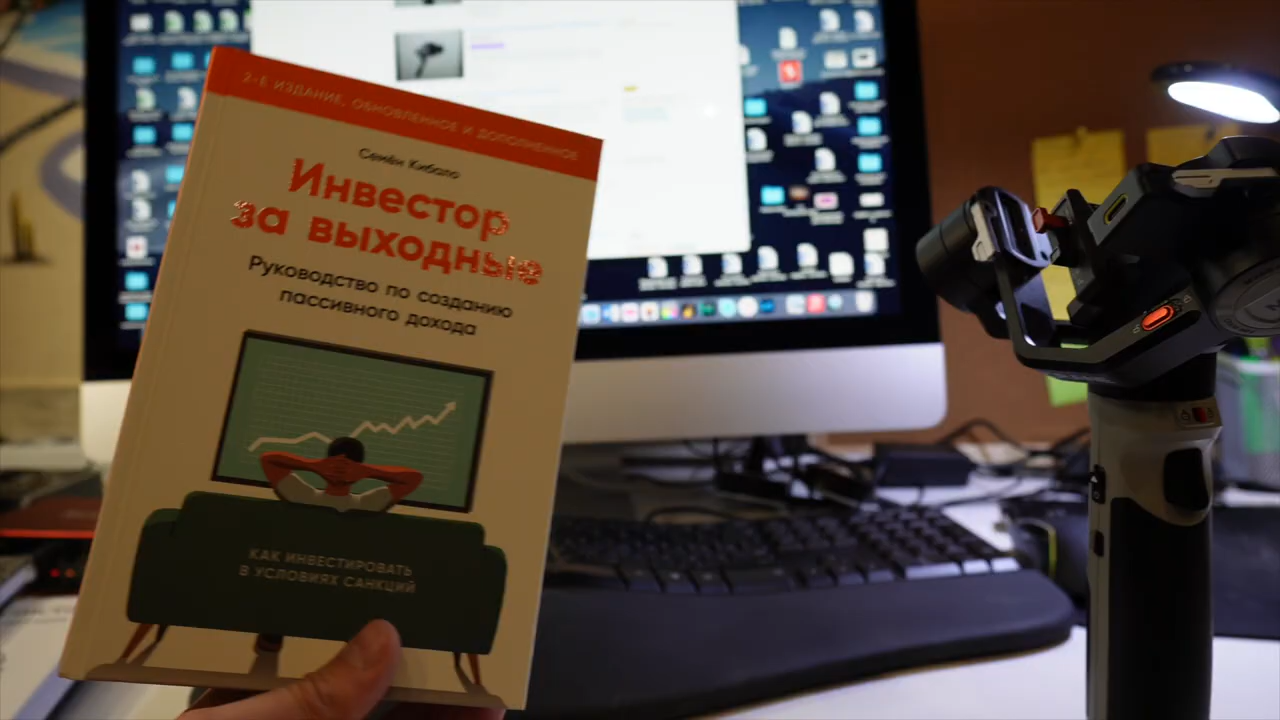 2-Е ИЗДАНИЕ, ОБНОВЛЕННОЕ И ДОПОЛНЕННОЕ
Семён Кибало
Инвестор
за выходные
Руководство по созданию
пассивного дохода
КАК ИНВЕСТИРОВАТЬ
В УСЛОВИЯХ САНКЦИЙ